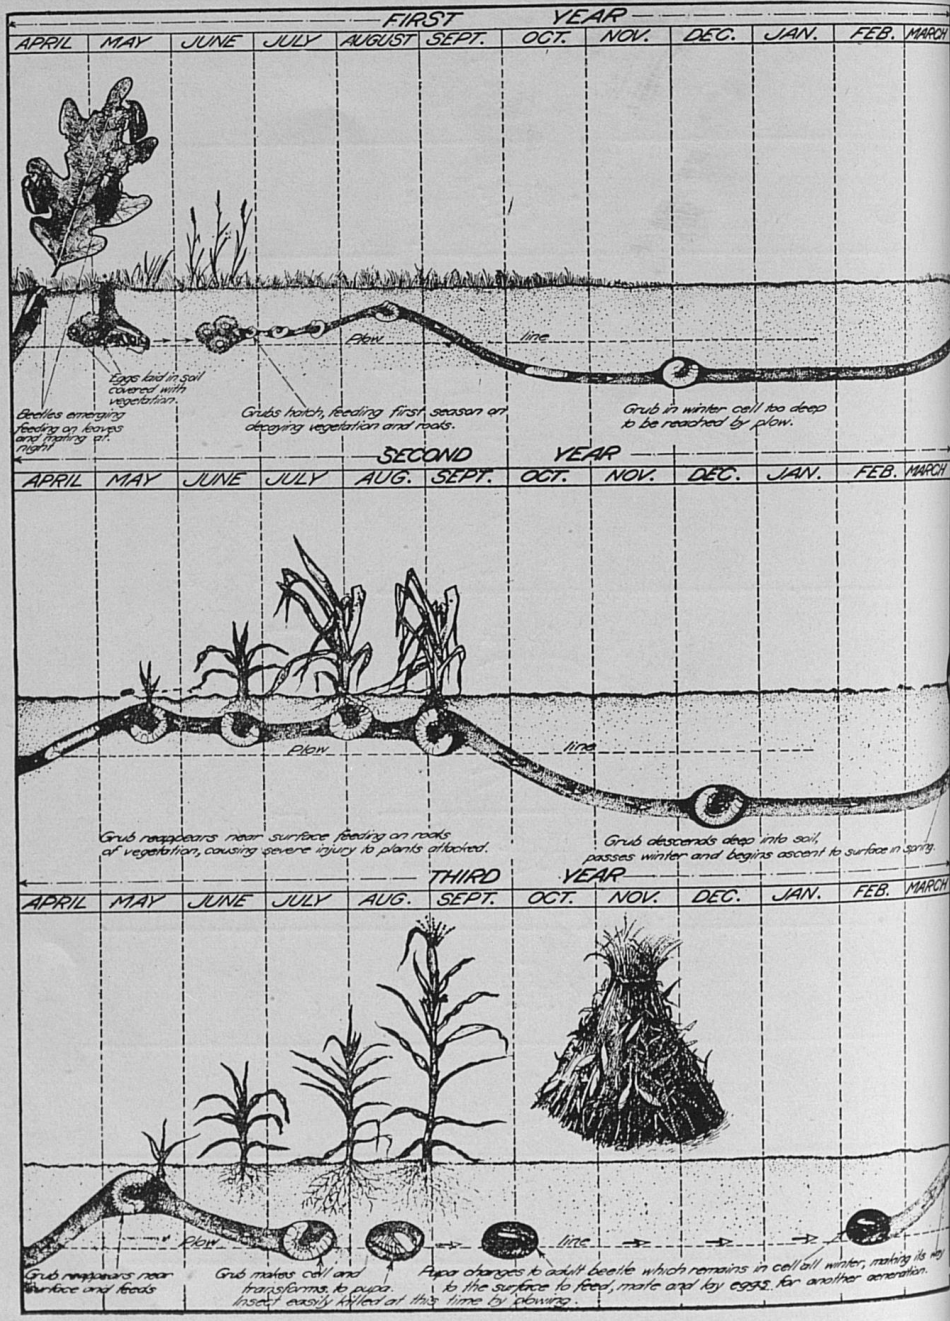 FIRST YEAR
APRIL MAY JUNE JULY AUGUST SEPT. OCT. NOV. DEC. JAN. FEB. MARCH
Plow line
Eggs laid in soil
covered with
vegetation.
Beetles emerging
feeding on leaves
and mating at
night
Grubs hatch, feeding first season on
decaying vegetation and roots.
Grub in winter cell too deep
to be reached by plow.
SECOND YEAR
APRIL MAY JUNE JULY AUG. SEPT. OCT. NOV. DEC. JAN. FEB. MARCH
Plow line
Grub reappears near surface feeding on roots
of vegetation, causing severe injury to plants attacked.
Grub descends deep into soil,
passes winter and begins ascent to surface in spring.
THIRD YEAR
APRIL MAY JUNE JULY AUG. SEPT. OCT. NOV. DEC. JAN. FEB. MARCH
Plow line
Grub reappears near
surface and feeds
Grub makes cell and
transforms to pupa.
Insect easily killed at this time by plowing.
Pupa changes to adult beetle which remains in cell all winter, making its way
to the surface to feed, mate and lay eggs for another generation.